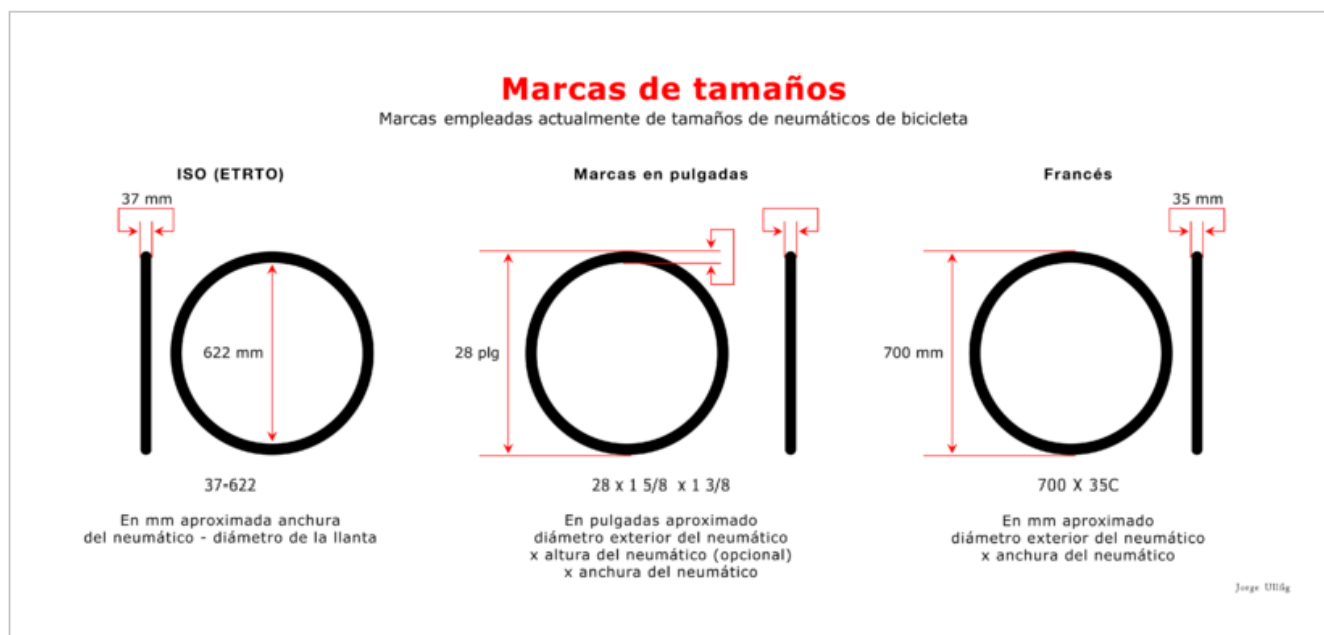 Marcas de tamaños
Marcas empleadas actualmente de tamaños de neumáticos de bicicleta
ISO (ETRTO)
37 mm
622 mm
37-622
En mm aproximada anchura
del neumático - diámetro de la llanta
Marcas en pulgadas
28 plg
28 x 1 5/8 x 1 3/8
En pulgadas aproximado
diámetro exterior del neumático
x altura del neumático (opcional)
x anchura del neumático
Francés
35 mm
700 mm
700 X 35C
En mm aproximado
diámetro exterior del neumático
x anchura del neumático
Jorge